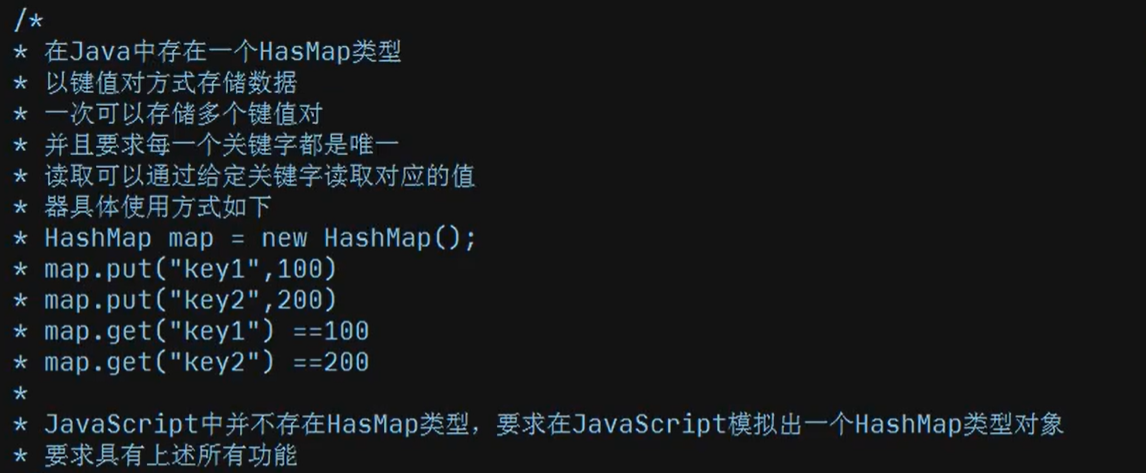 /*
* 在Java中存在一个HasMap类型
* 以键值对方式存储数据
* 一次可以存储多个键值对
* 并且要求每一个关键字都是唯一
* 读取可以通过给定关键字读取对应的值
* 器具体使用方式如下
* HashMap map = new HashMap();
* map.put("key1",100)
* map.put("key2",200)
* map.get("key1") ==100
* map.get("key2") ==200
*
* JavaScript中并不存在HasMap类型，要求在JavaScript模拟出一个HashMap类型对象
* 要求具有上述所有功能